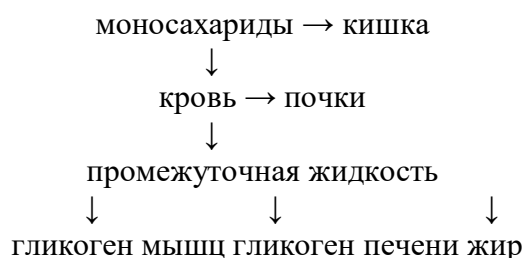 моносахариды → кишка
↓
кровь → почки
↓
промежуточная жидкость
↓ ↓ ↓
гликоген мышц гликоген печени жир